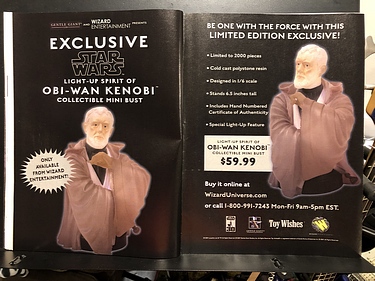 GENTLE GIANT AND WIZARD ENTERTAINMENT PRESENTS
EXCLUSIVE
STAR WARS
LIGHT-UP SPIRIT OF
OBI-WAN KENOBI™
COLLECTIBLE MINI BUST
ONLY
AVAILABLE
FROM WIZARD
ENTERTAINMENT!
BE ONE WITH THE FORCE WITH THIS
LIMITED EDITION EXCLUSIVE!
• Limited to 2000 pieces
• Cold cast polystone resin
• Designed in 1/6 scale
• Stands 6.5 inches tall
• Includes Hand Numbered
Certificate of Authenticity
• Special Light-Up Feature
LIGHT-UP SPIRIT OF
OBI-WAN KENOBI™
COLLECTIBLE MINI BUST
$59.99
Buy it online at
WizardUniverse.com
or call 1-800-991-7243 Mon-Fri 9am-5pm EST.
Toy Wishes